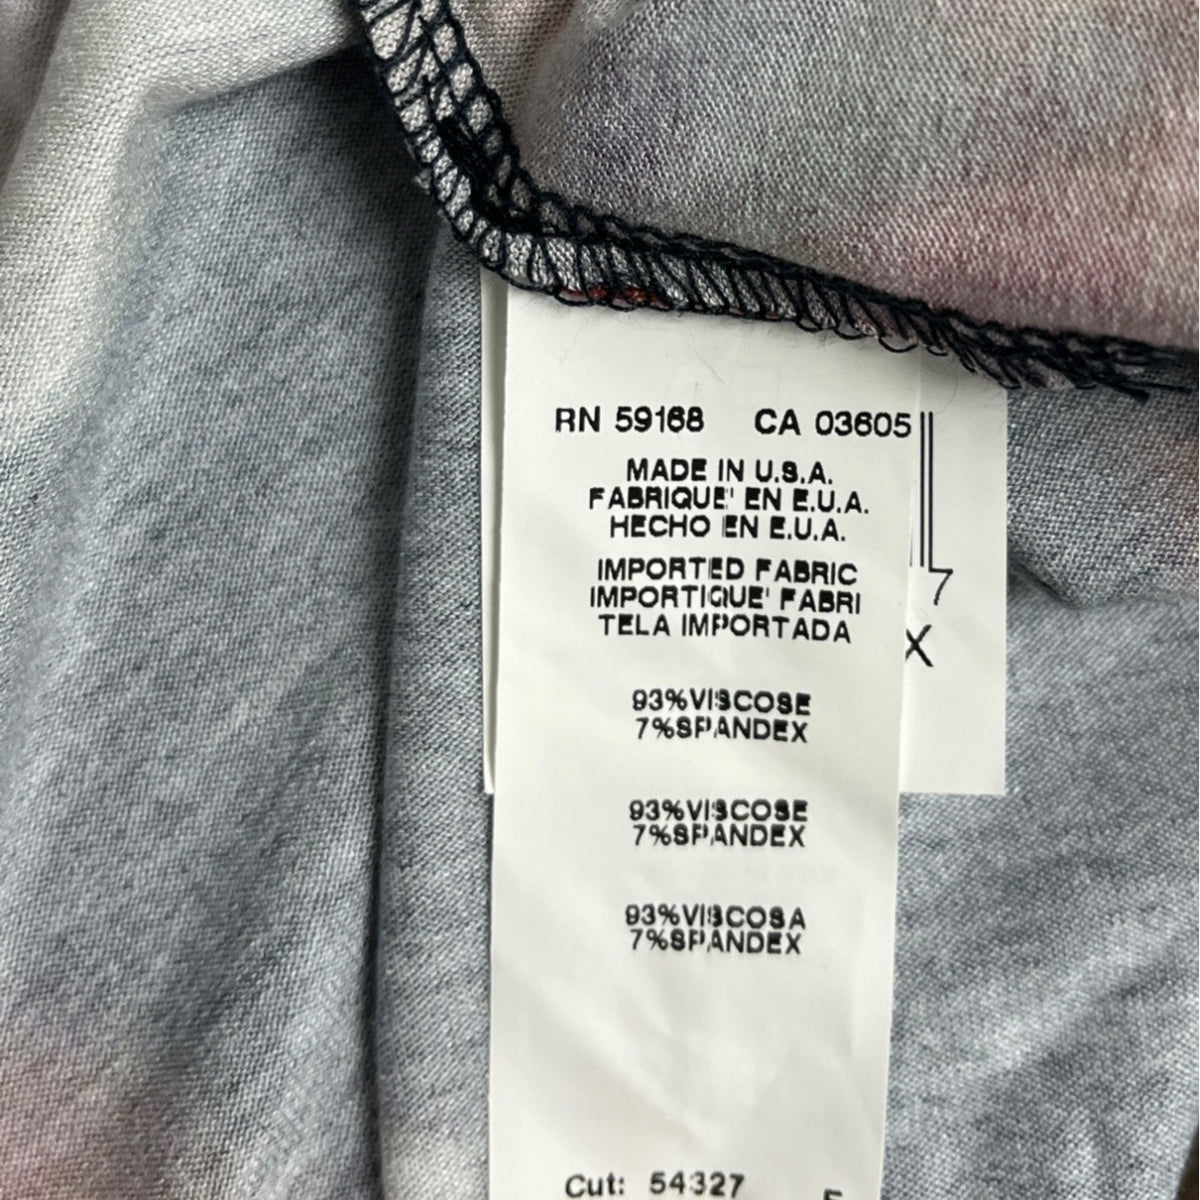 RN 59168 CA 03605
MADE IN U.S.A.
FABRIQUE' EN E.U.A.
HECHO EN E.U.A.
IMPORTED FABRIC
IMPORTIQUE' FABRI
TELA IMPORTADA
93%VISCOSE
7%SPANDEX
93%VISCOSE
7%SPANDEX
93%VISCOSA
7%SPANDEX
Cut: 54327
7
X